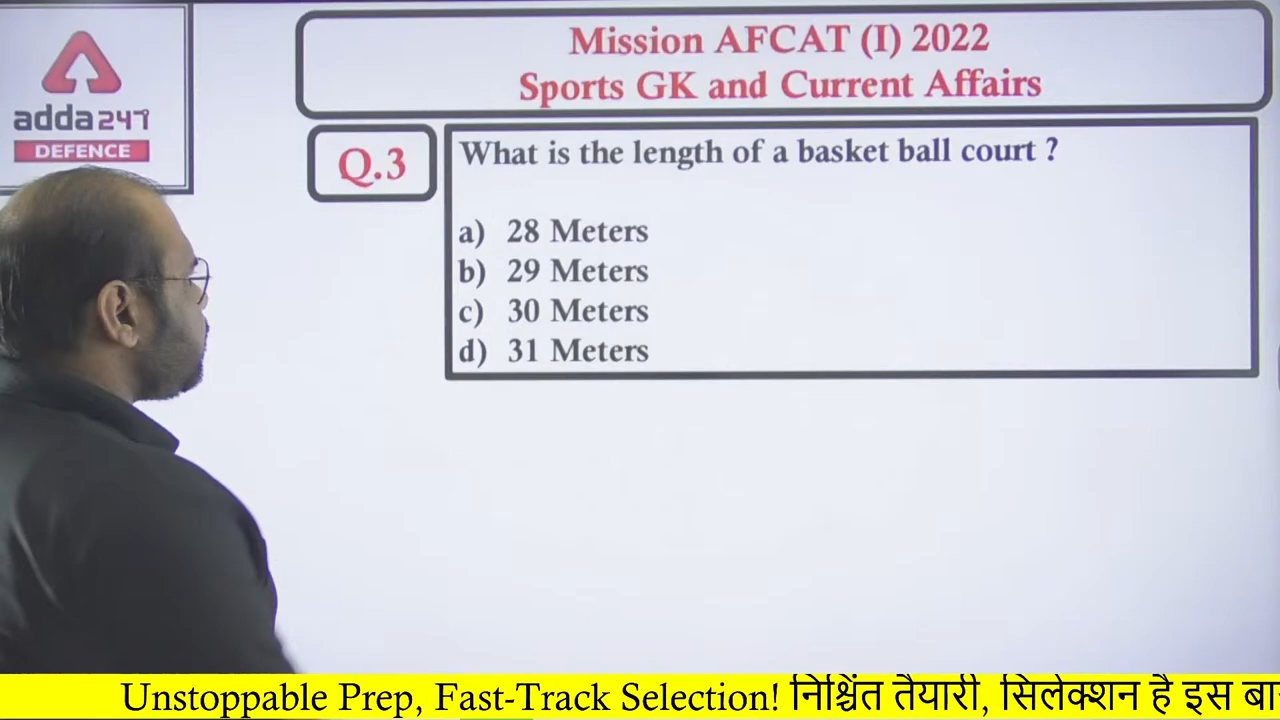 adda247
DEFENCE
Mission AFCAT (I) 2022
Sports GK and Current Affairs
Q.3
What is the length of a basket ball court ?
a) 28 Meters
b) 29 Meters
c) 30 Meters
d) 31 Meters
Unstoppable Prep, Fast-Track Selection! निश्चिंत तैयारी, सिलेक्शन है इस